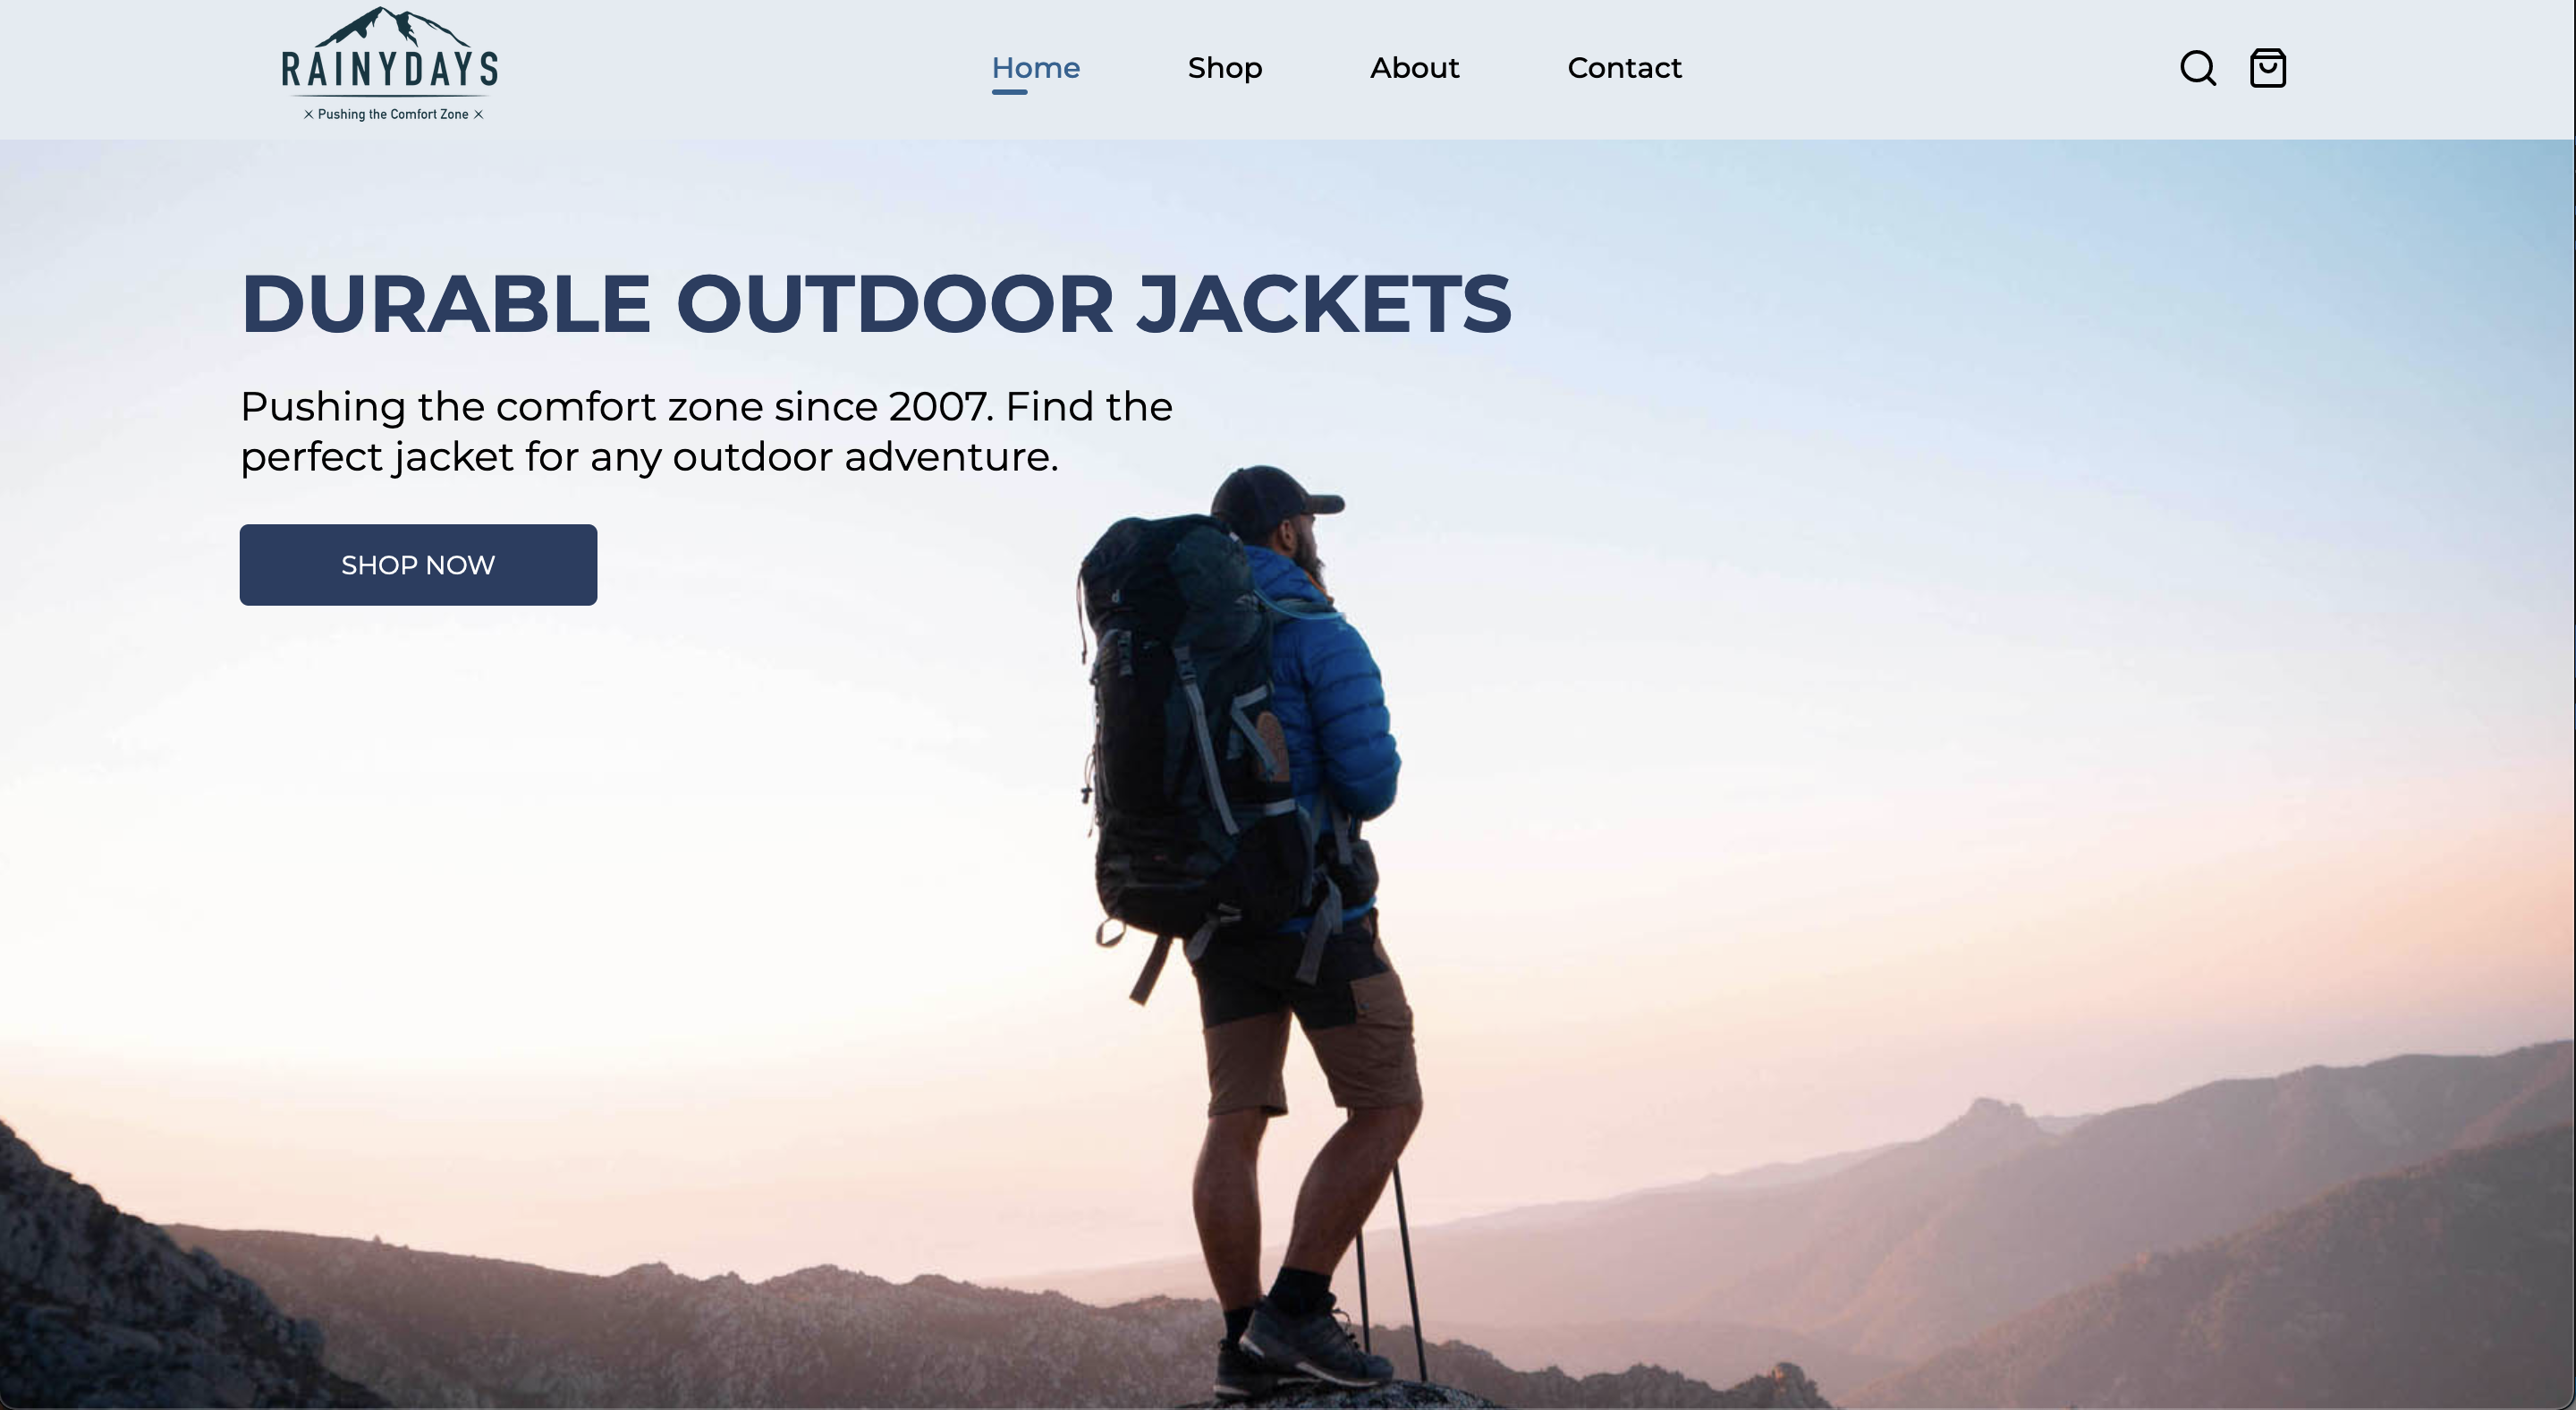 RAINYDAYS
× Pushing the Comfort Zone ×
Home
Shop
About
Contact
DURABLE OUTDOOR JACKETS
Pushing the comfort zone since 2007. Find the
perfect jacket for any outdoor adventure.
SHOP NOW